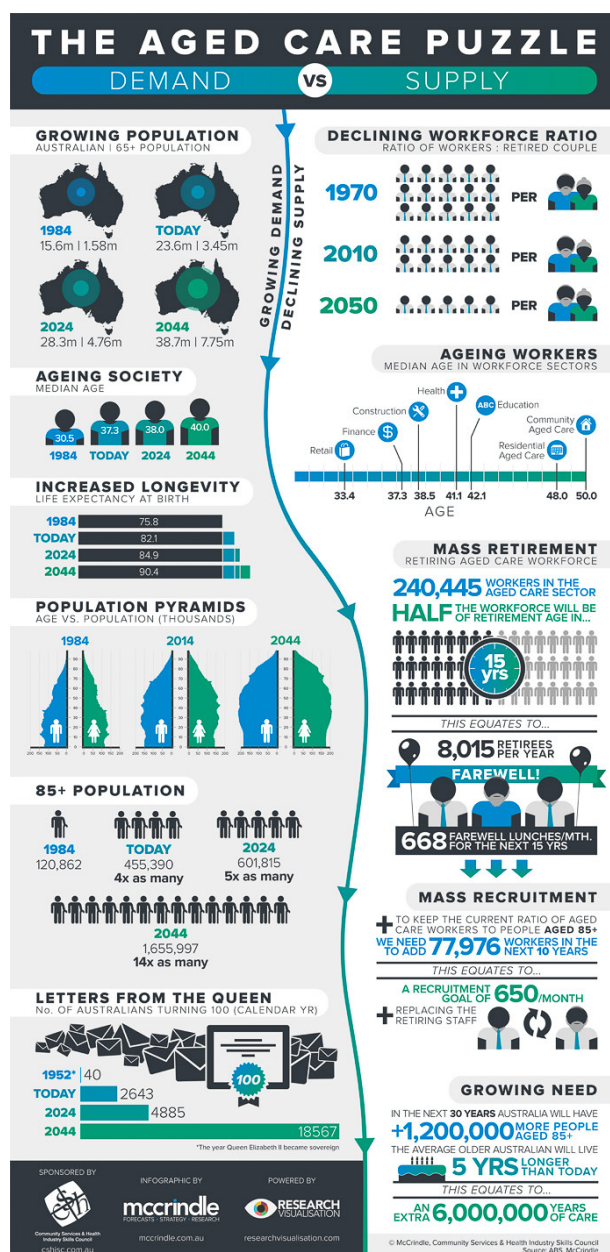 THE AGED CARE PUZZLE
DEMAND VS SUPPLY
GROWING POPULATION
AUSTRALIAN | 65+ POPULATION
1984
15.6m | 1.58m
TODAY
23.6m | 3.45m
2024
28.3m | 4.76m
2044
38.7m | 7.75m
AGEING SOCIETY
MEDIAN AGE
30.5
37.3
38.0
40.0
1984
TODAY
2024
2044
INCREASED LONGEVITY
LIFE EXPECTANCY AT BIRTH
1984 75.8
TODAY 82.1
2024 84.9
2044 90.4
POPULATION PYRAMIDS
AGE VS. POPULATION (THOUSANDS)
1984
2014
2044
85+ POPULATION
1984
120,862
TODAY
455,390
4x as many
2024
601,815
5x as many
2044
1,655,997
14x as many
LETTERS FROM THE QUEEN
No. OF AUSTRALIANS TURNING 100 (CALENDAR YR)
100
1952* 40
TODAY 2643
2024 4885
2044 18567
*The year Queen Elizabeth II became sovereign
SPONSORED BY
csh
Community Services & Health
Industry Skills Council
cshisc.com.au
INFOGRAPHIC BY
mccrindle
FORECASTS · STRATEGY · RESEARCH
mccrindle.com.au
POWERED BY
RESEARCH
VISUALISATION
researchvisualisation.com
GROWING DEMAND
DECLINING SUPPLY
DECLINING WORKFORCE RATIO
RATIO OF WORKERS : RETIRED COUPLE
1970 PER
2010 PER
2050 PER
AGEING WORKERS
MEDIAN AGE IN WORKFORCE SECTORS
Health
Construction
ABC Education
Finance
Community
Aged Care
Retail
Residential
Aged Care
33.4 37.3 38.5 41.1 42.1 48.0 50.0
AGE
MASS RETIREMENT
RETIRING AGED CARE WORKFORCE
240,445 WORKERS IN THE
AGED CARE SECTOR
HALF THE WORKFORCE WILL BE
OF RETIREMENT AGE IN...
15
yrs
THIS EQUATES TO...
8,015 RETIREES
PER YEAR
FAREWELL!
668 FAREWELL LUNCHES/MTH.
FOR THE NEXT 15 YRS
MASS RECRUITMENT
+ TO KEEP THE CURRENT RATIO OF AGED
CARE WORKERS TO PEOPLE AGED 85+
WE NEED
TO ADD 77,976 WORKERS IN THE
NEXT 10 YEARS
THIS EQUATES TO...
A RECRUITMENT
GOAL OF 650/MONTH
+ REPLACING THE
RETIRING STAFF
GROWING NEED
IN THE NEXT 30 YEARS AUSTRALIA WILL HAVE
+1,200,000 MORE PEOPLE
AGED 85+
THE AVERAGE OLDER AUSTRALIAN WILL LIVE
5 YRS LONGER
THAN TODAY
THIS EQUATES TO...
AN
EXTRA 6,000,000 YEARS
OF CARE
© McCrindle, Community Services & Health Industry Skills Council
Source: ABS, McCrindle